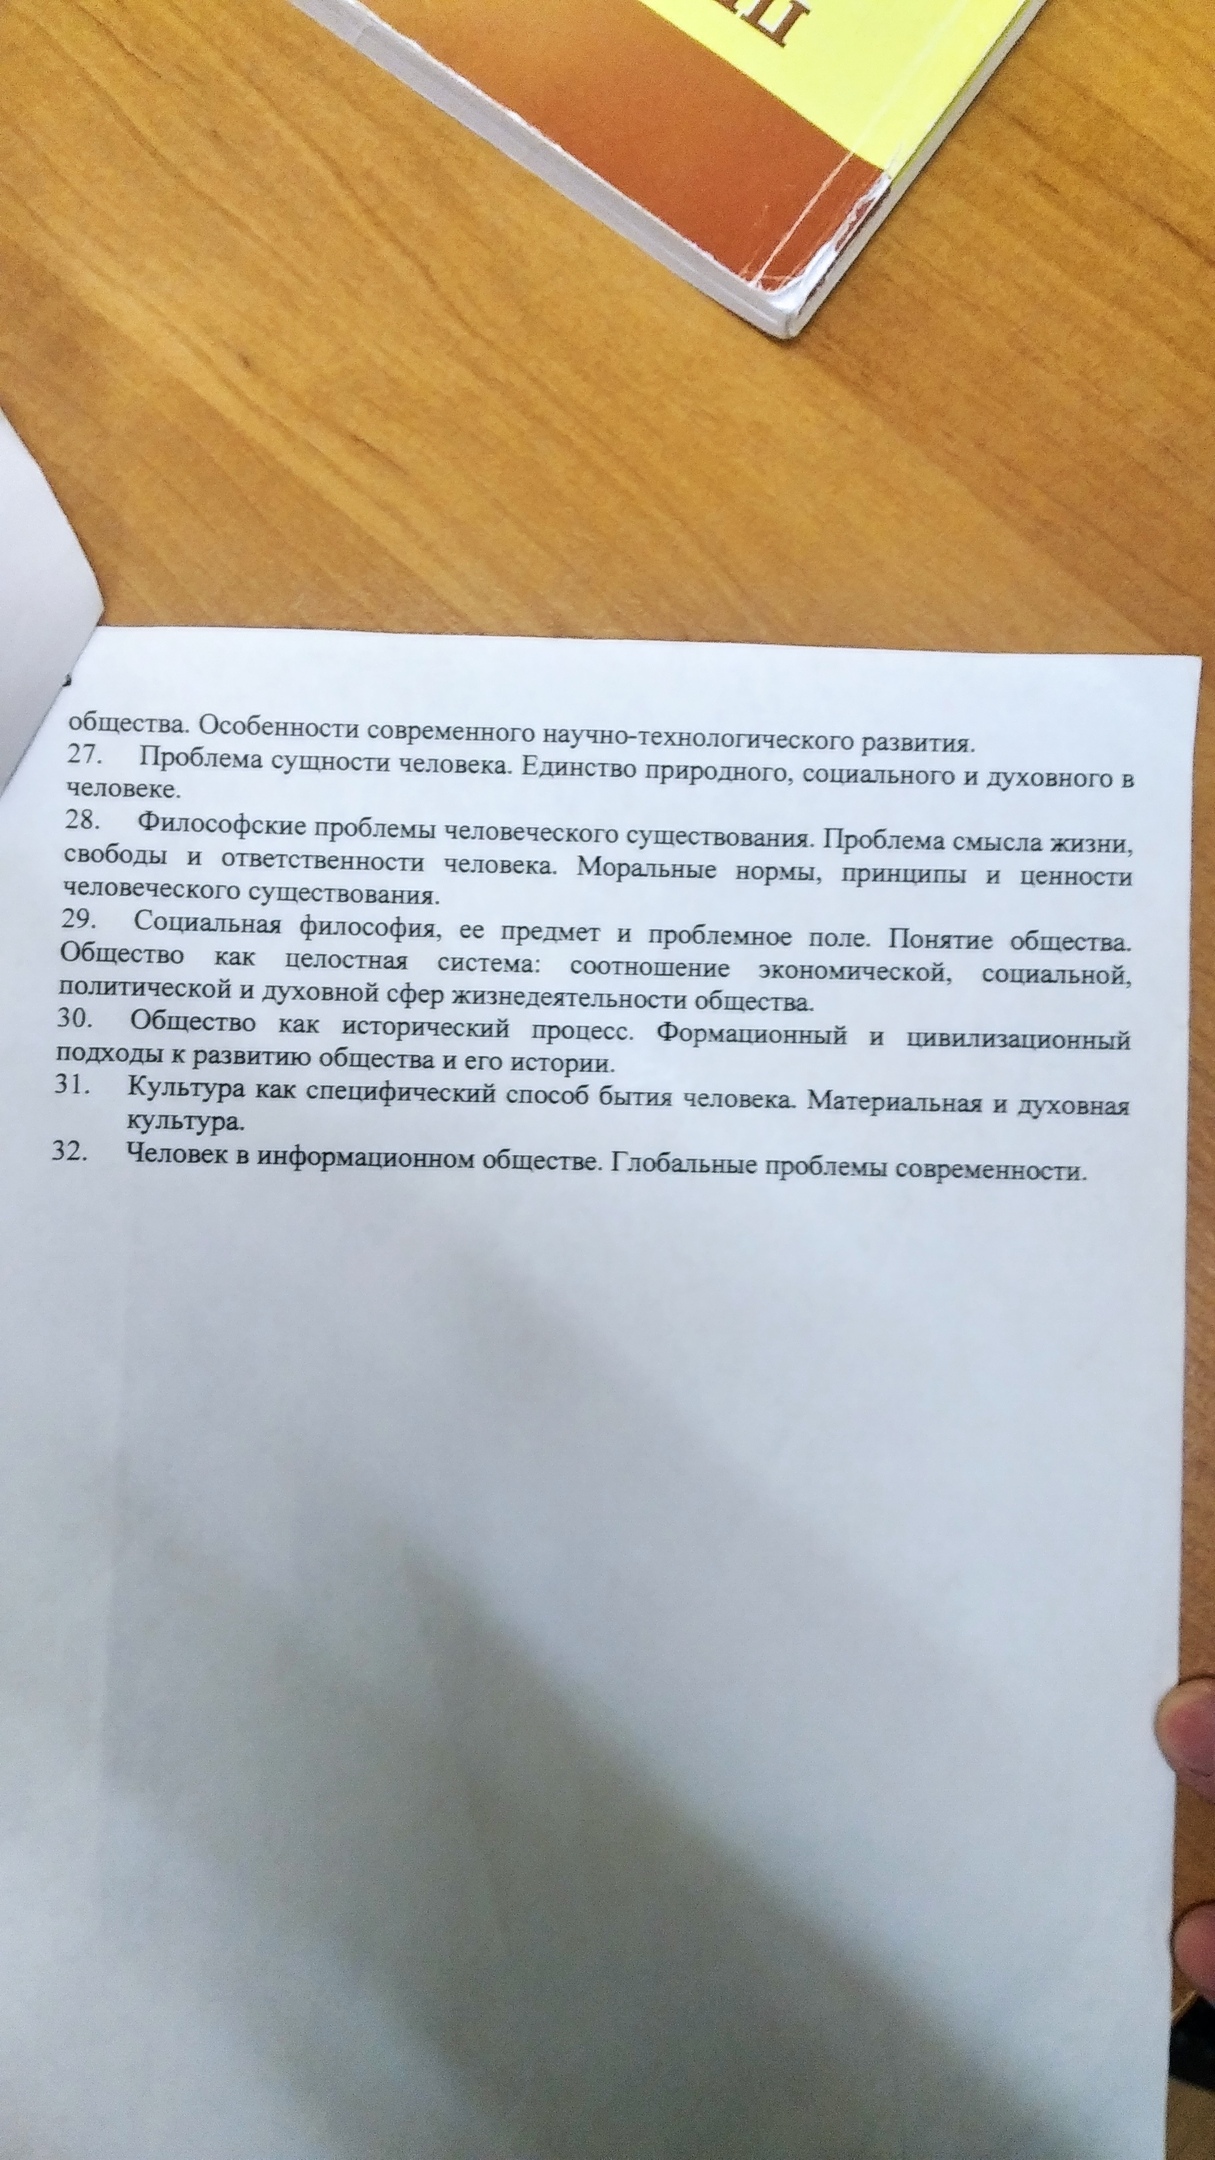 общества. Особенности современного научно-технологического развития.
27. Проблема сущности человека. Единство природного, социального и духовного в
человеке.
28. Философские проблемы человеческого существования. Проблема смысла жизни,
свободы и ответственности человека. Моральные нормы, принципы и ценности
человеческого существования.
29. Социальная философия, ее предмет и проблемное поле. Понятие общества.
Общество как целостная система: соотношение экономической, социальной,
политической и духовной сфер жизнедеятельности общества.
30. Общество как исторический процесс. Формационный и цивилизационный
подходы к развитию общества и его истории.
31. Культура как специфический способ бытия человека. Материальная и духовная
культура.
32. Человек в информационном обществе. Глобальные проблемы современности.